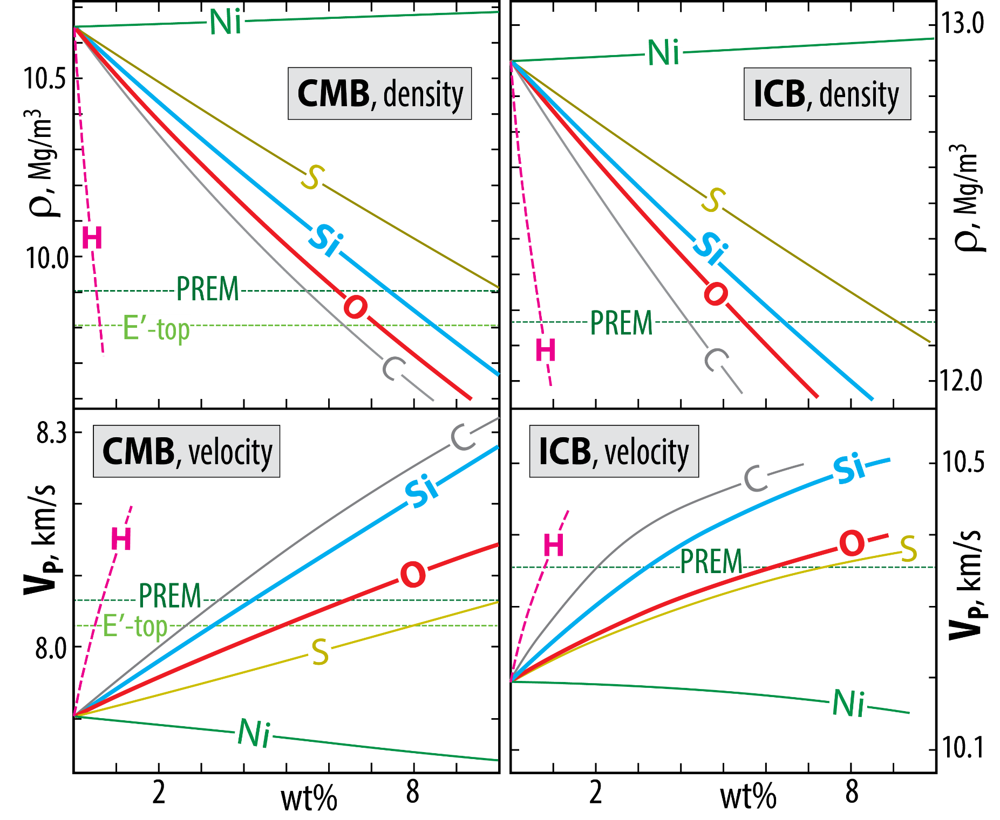 Ni
CMB, density
10.5
ρ, Mg/m³
S
Si
H
10.0
PREM
O
E′-top
C
13.0
Ni
ICB, density
ρ, Mg/m³
S
Si
O
PREM
H
C
12.0
8.3
CMB, velocity
C
Si
H
VP, km/s
O
PREM
E′-top
8.0
S
Ni
2
wt%
8
ICB, velocity
10.5
Si
C
H
O
S
PREM
VP, km/s
Ni
10.1
2
wt%
8